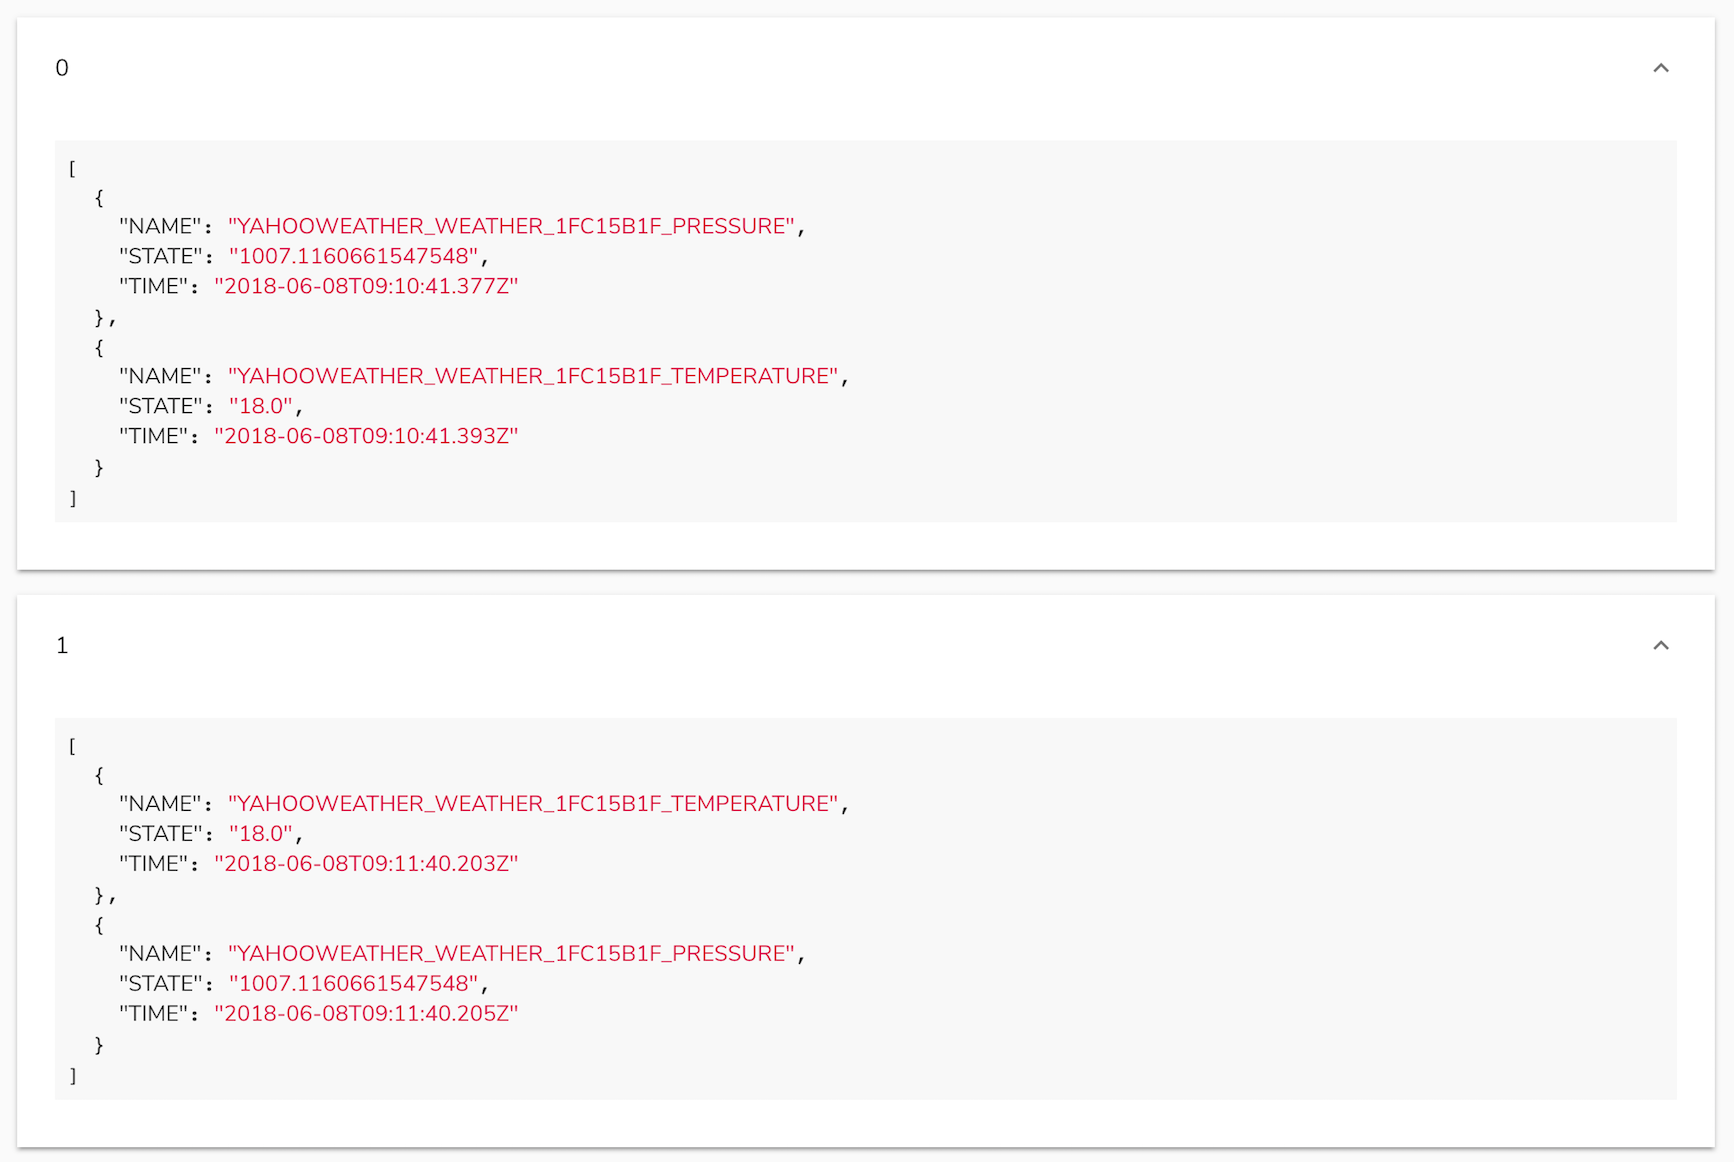 0
[
{
"NAME": "YAHOOWEATHER_WEATHER_1FC15B1F_PRESSURE",
"STATE": "1007.1160661547548",
"TIME": "2018-06-08T09:10:41.377Z"
},
{
"NAME": "YAHOOWEATHER_WEATHER_1FC15B1F_TEMPERATURE",
"STATE": "18.0",
"TIME": "2018-06-08T09:10:41.393Z"
}
]
1
[
{
"NAME": "YAHOOWEATHER_WEATHER_1FC15B1F_TEMPERATURE",
"STATE": "18.0",
"TIME": "2018-06-08T09:11:40.203Z"
},
{
"NAME": "YAHOOWEATHER_WEATHER_1FC15B1F_PRESSURE",
"STATE": "1007.1160661547548",
"TIME": "2018-06-08T09:11:40.205Z"
}
]